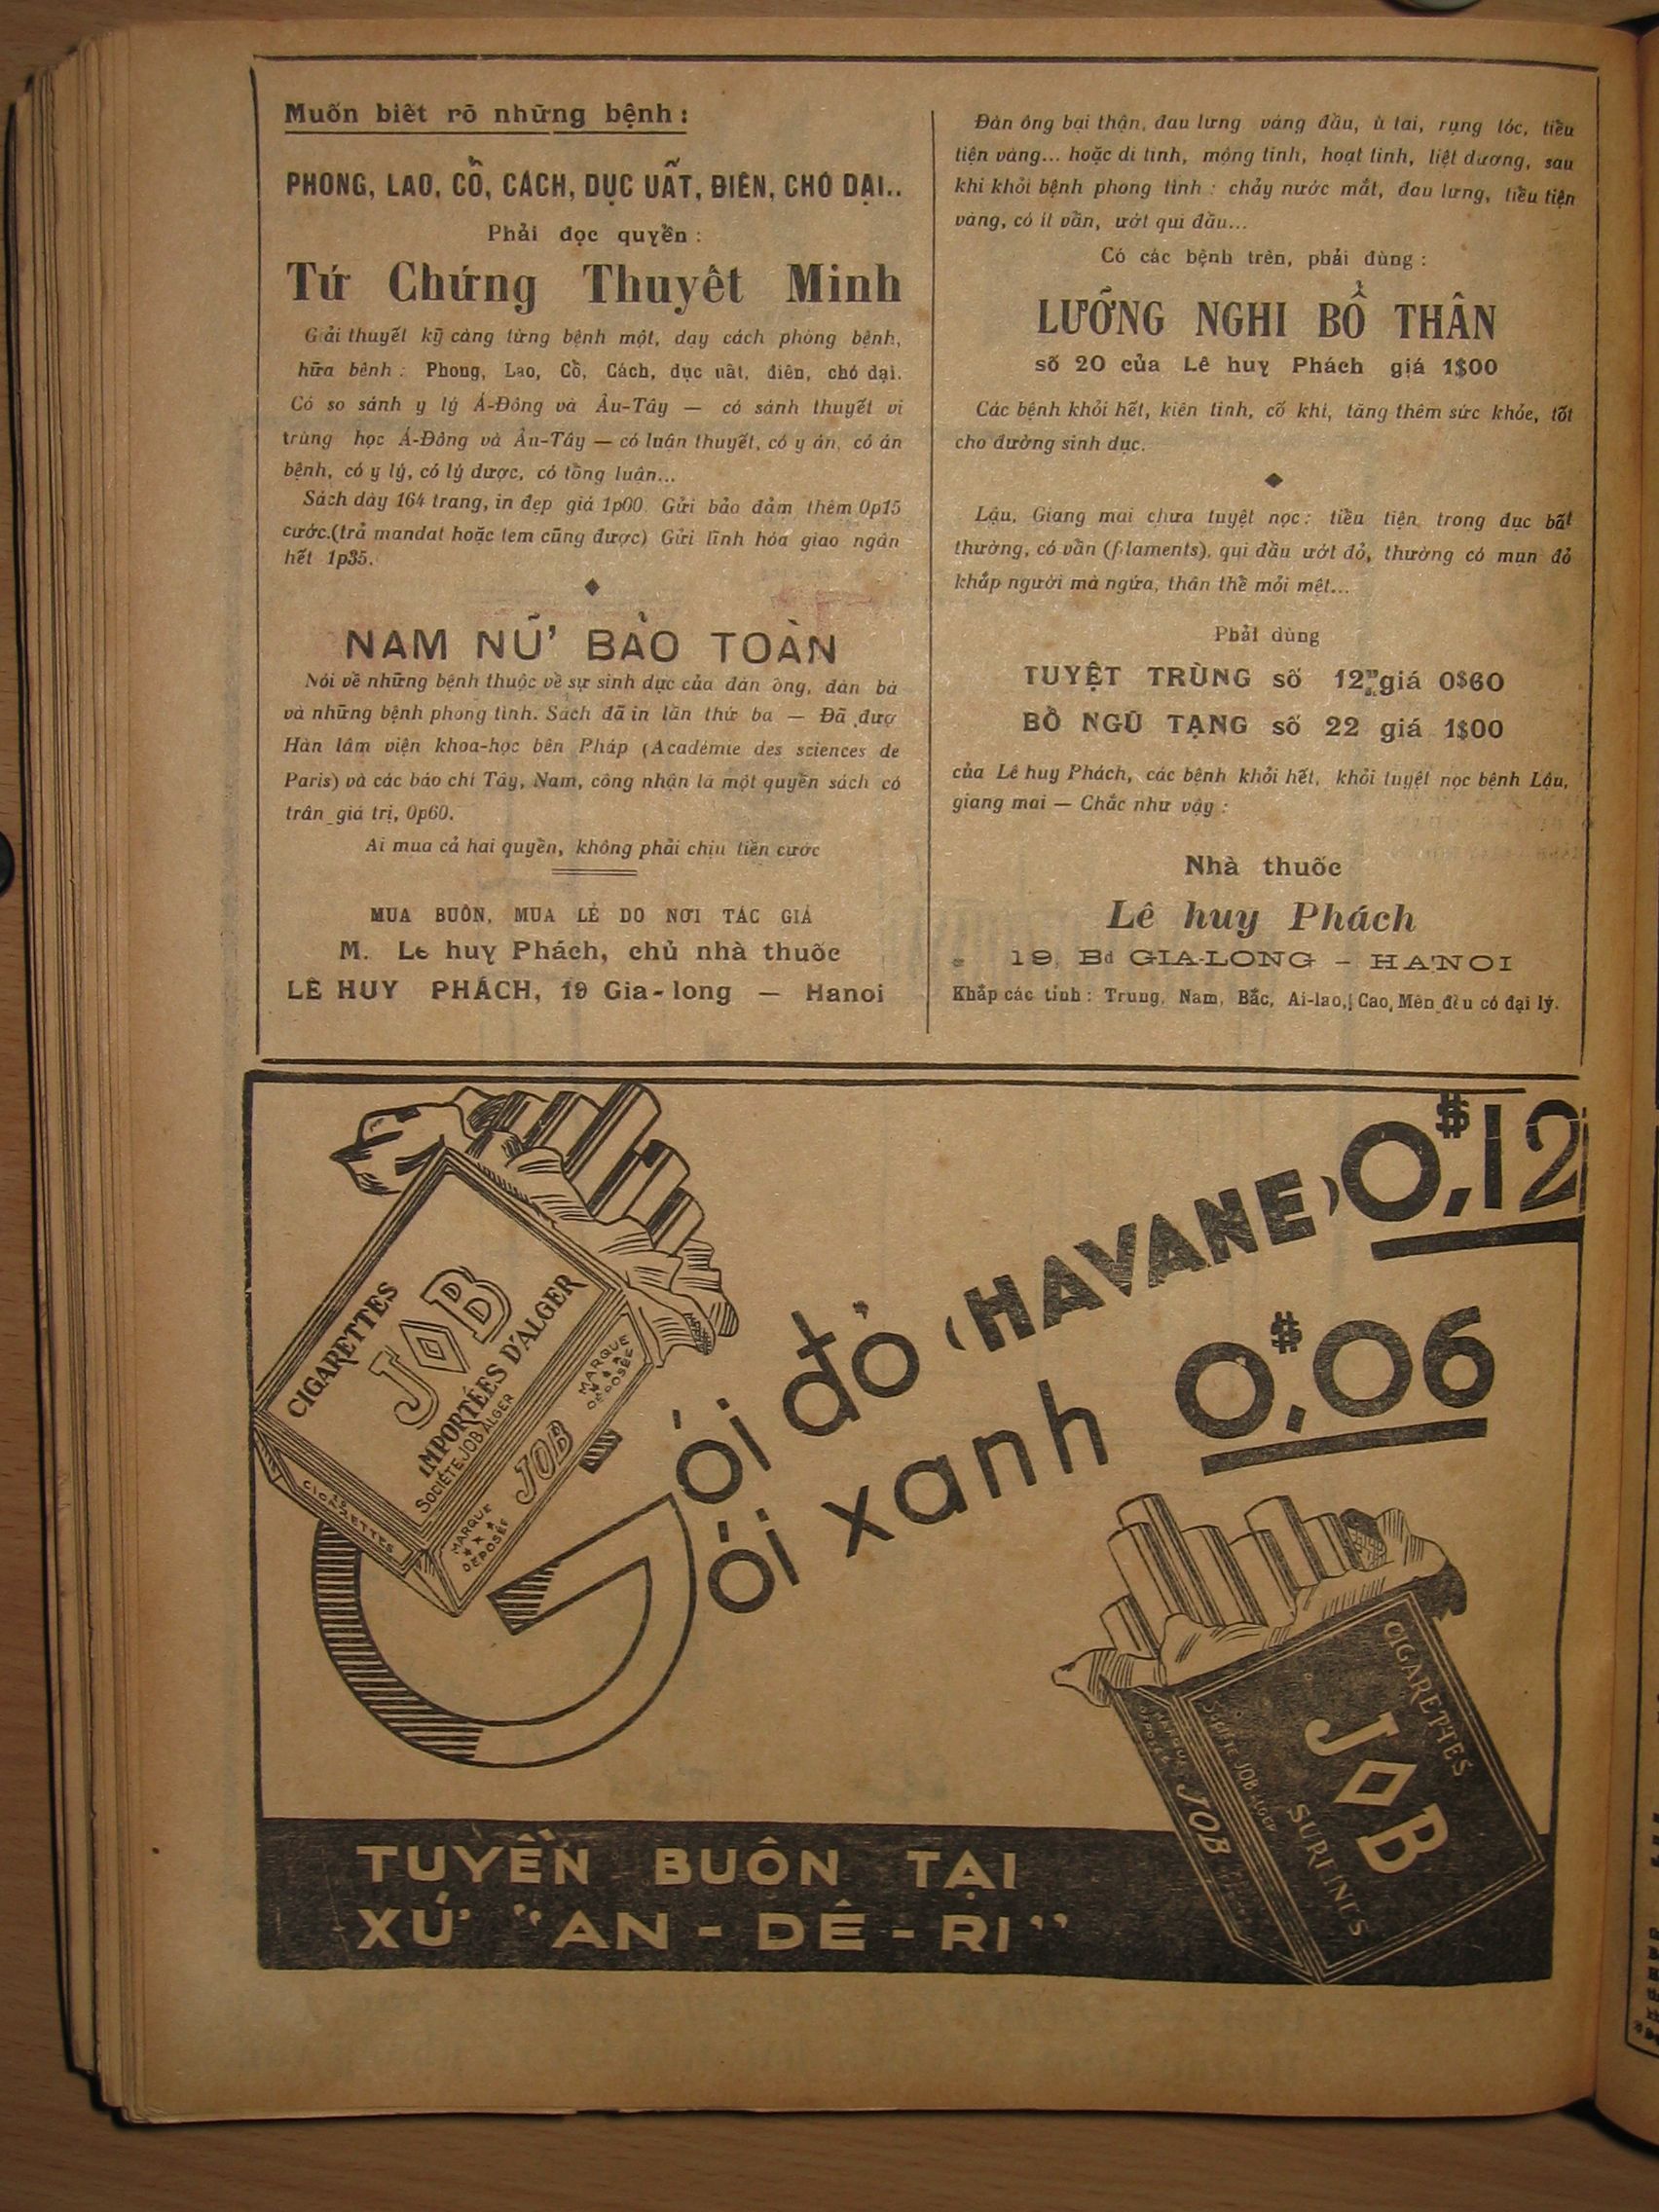 Muốn biết rõ những bệnh :
PHONG, LAO, CỔ, CÁCH, DỤC UẤT, ĐIÊN, CHÓ DẠI..
Phải đọc quyển :
Tứ Chứng Thuyết Minh
Giải thuyết kỹ càng từng bệnh một, dạy cách phòng bệnh,
hữa bệnh : Phong, Lao, Cổ, Cách, dục uất, điên, chó dại.
Có so sánh y lý Á-Đông và Âu-Tây — có sánh thuyết vi
trùng học Á-Đông và Âu-Tây — có luận thuyết, có y án, có án
bệnh, có y lý, có lý dược, có tổng luận...
Sách dày 164 trang, in đẹp giá 1p00. Gửi bảo đảm thêm 0p15
cước.(trả mandat hoặc tem cũng được) Gửi lĩnh hóa giao ngân
hết 1p35.
NAM NỮ BẢO TOÀN
Nói về những bệnh thuộc về sự sinh dục của đàn ông, đàn bà
và những bệnh phong tình. Sách đã in lần thứ ba — Đã đượ
Hàn lâm viện khoa-học bên Pháp (Académie des sciences de
Paris) và các báo chí Tây, Nam, công nhận là một quyển sách có
trân giá trị, 0p60.
Ai mua cả hai quyển, không phải chịu tiền cước
MUA BUÔN, MUA LẺ DO NƠI TÁC GIẢ
M. Lê huy Phách, chủ nhà thuốc
LÊ HUY PHÁCH, 19 Gia-long — Hanoi
Đàn ông bại thận, đau lưng váng đầu, ù tai, rụng tóc, tiểu
tiện vàng... hoặc di tinh, mộng tinh, hoạt tinh, liệt dương, sau
khi khỏi bệnh phong tình : chảy nước mắt, đau lưng, tiểu tiện
vàng, có ít vẩn, ướt qui đầu...
Có các bệnh trên, phải dùng :
LƯỠNG NGHI BỔ THẬN
số 20 của Lê huy Phách giá 1$00
Các bệnh khỏi hết, kiên tinh, cố khí, tăng thêm sức khỏe, tốt
cho đường sinh dục.
Lậu, Giang mai chưa tuyệt nọc : tiểu tiện trong đục bất
thường, có vẩn (filaments), qui đầu ướt đỏ, thường có mụn đỏ
khắp người mà ngứa, thân thể mỏi mệt...
Phải dùng
TUYỆT TRÙNG số 12 giá 0$60
BỔ NGŨ TẠNG số 22 giá 1$00
của Lê huy Phách, các bệnh khỏi hết, khỏi tuyệt nọc bệnh Lậu,
giang mai — Chắc như vậy :
Nhà thuốc
Lê huy Phách
19, Bd GIA-LONG – HANOI
Khắp các tỉnh : Trung, Nam, Bắc, Ai-lao, Cao, Mên đều có đại lý.
Gói đỏ (HAVANE) 0$,12
Gói xanh 0$,06
CIGARETTES
JOB
IMPORTÉES D'ALGER
SOCIÉTÉ JOB ALGER
20 CIGARETTES
MARQUE DÉPOSÉE
JOB
MARQUE DÉPOSÉE
CIGARETTES
JOB
SURFINES
SOCIÉTÉ JOB ALGER
MARQUE DÉPOSÉE
JOB
TUYỂN BUÔN TẠI
XỨ "AN - DÊ - RI"